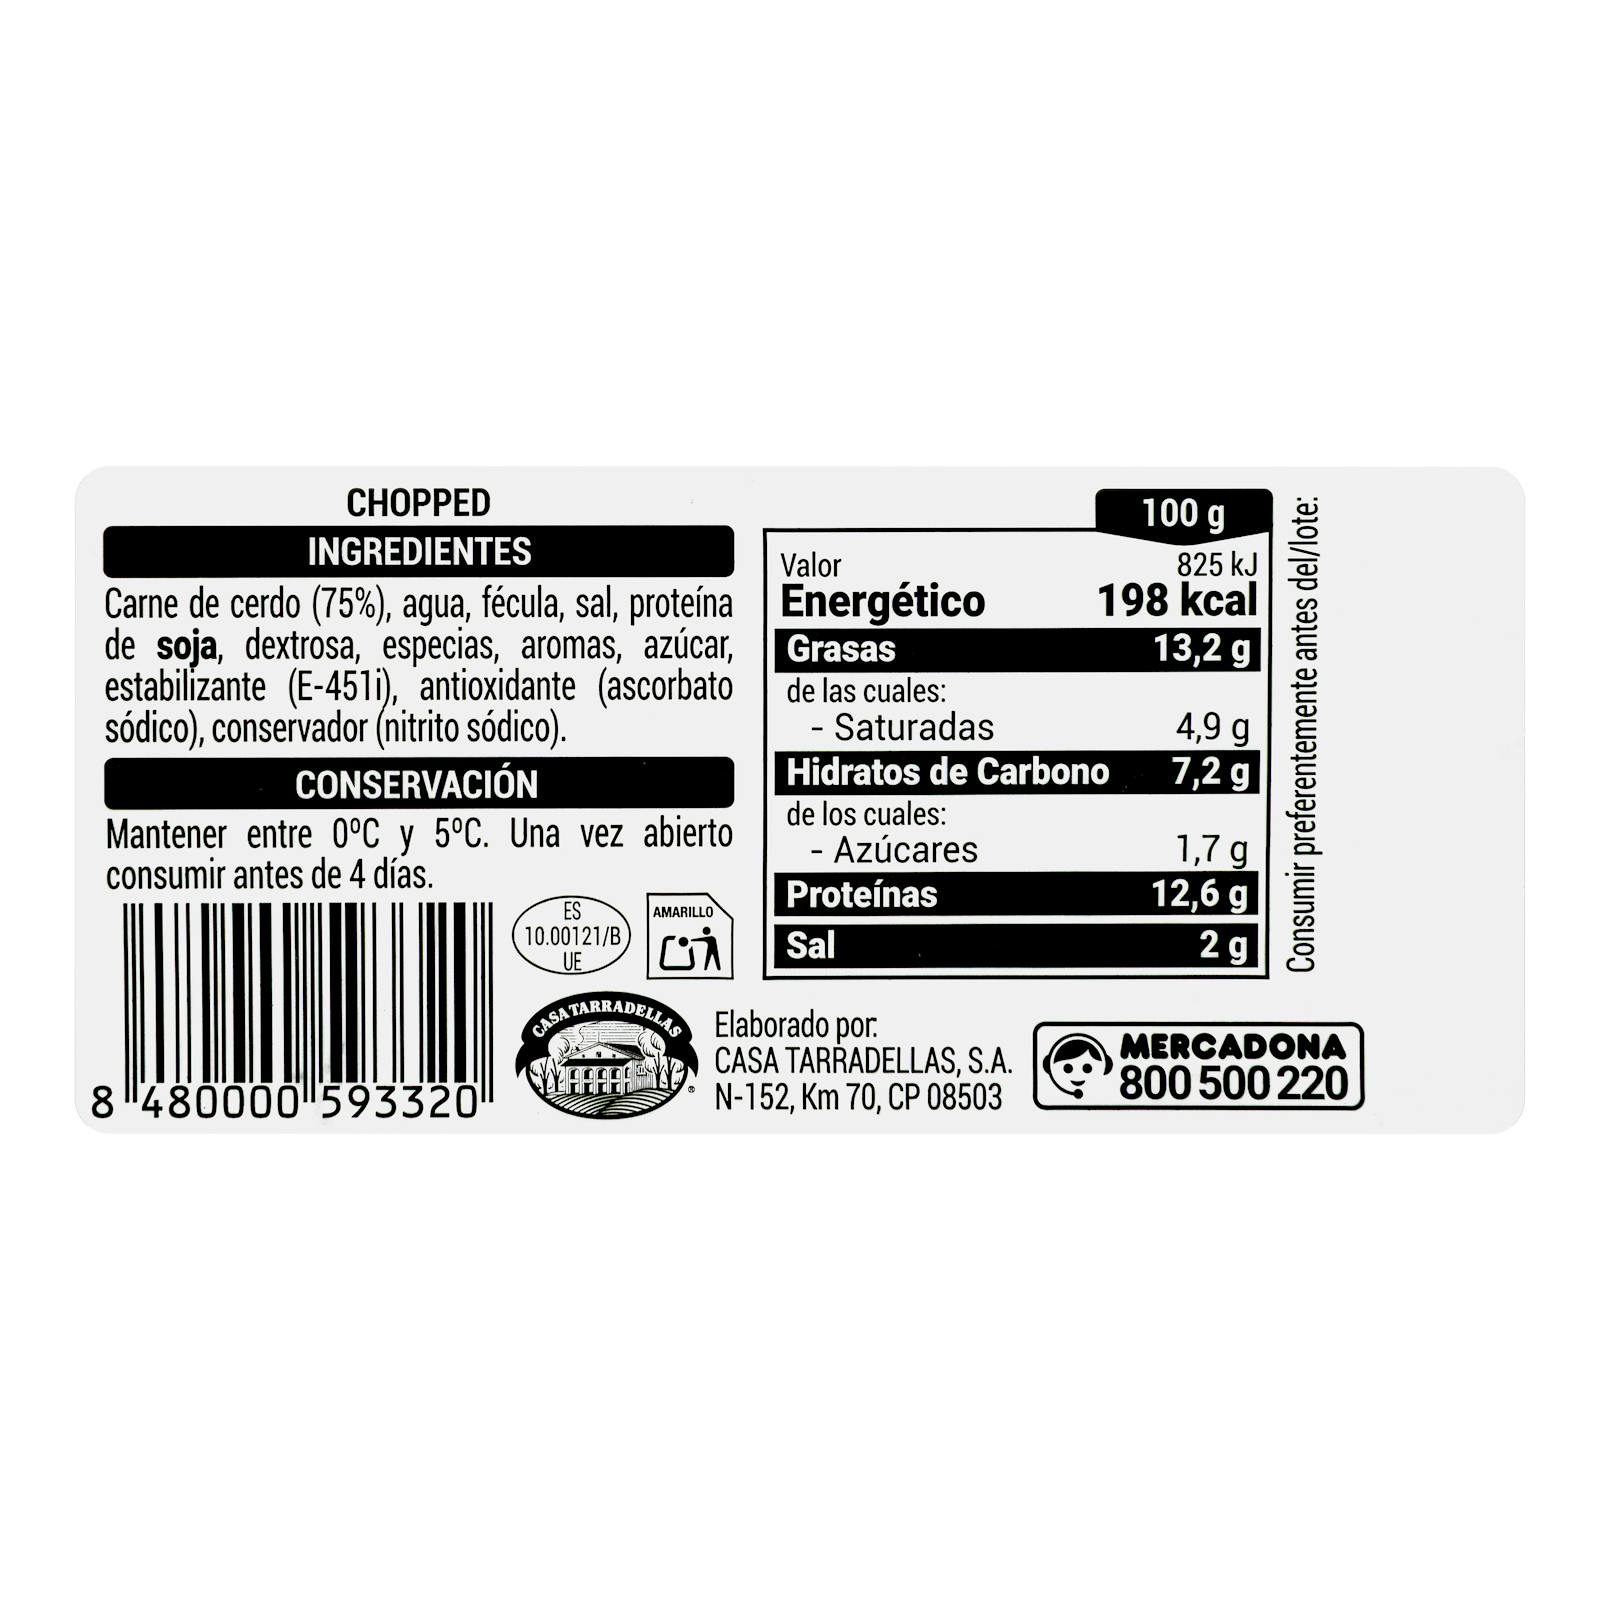 CHOPPED
INGREDIENTES
Carne de cerdo (75%), agua, fécula, sal, proteína
de soja, dextrosa, especias, aromas, azúcar,
estabilizante (E-451i), antioxidante (ascorbato
sódico), conservador (nitrito sódico).
CONSERVACIÓN
Mantener entre 0ºC y 5ºC. Una vez abierto
consumir antes de 4 días.
8 480000 593320
ES
10.00121/B
UE
AMARILLO
CASA TARRADELLAS
®
Elaborado por:
CASA TARRADELLAS, S.A.
N-152, Km 70, CP 08503
100 g
Valor 825 kJ
Energético 198 kcal
Grasas 13,2 g
de las cuales:
- Saturadas 4,9 g
Hidratos de Carbono 7,2 g
de los cuales:
- Azúcares 1,7 g
Proteínas 12,6 g
Sal 2 g
Consumir preferentemente antes del/lote:
MERCADONA
800 500 220